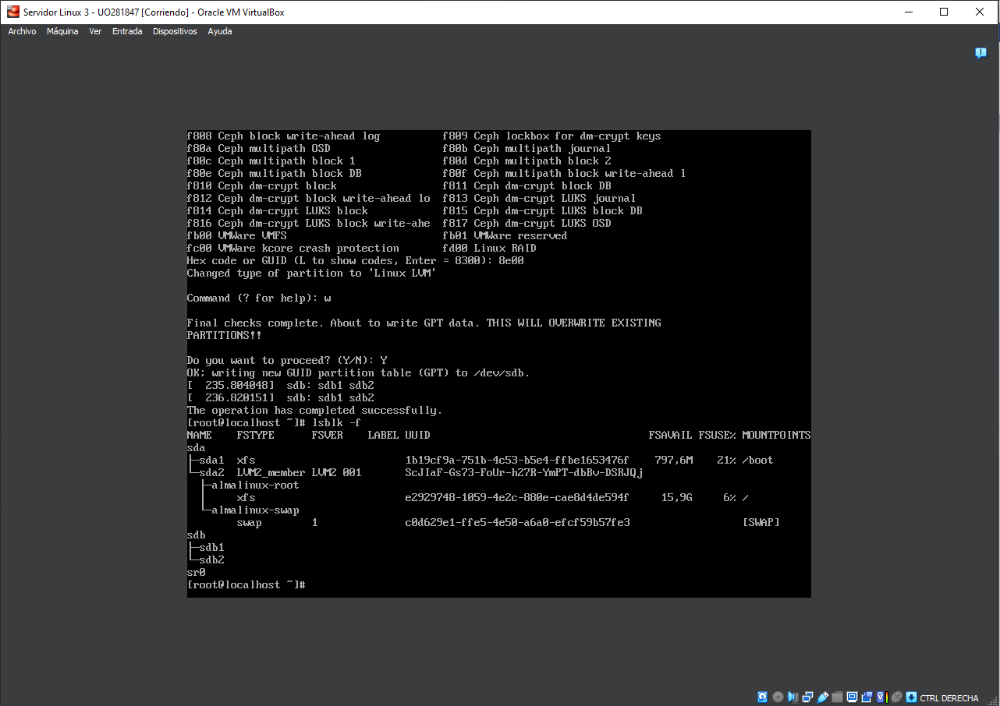 Servidor Linux 3 - UO281847 [Corriendo] - Oracle VM VirtualBox
Archivo Máquina Ver Entrada Dispositivos Ayuda
f808 Ceph block write-ahead log f809 Ceph lockbox for dm-crypt keys
f80a Ceph multipath OSD f80b Ceph multipath journal
f80c Ceph multipath block 1 f80d Ceph multipath block 2
f80e Ceph multipath block DB f80f Ceph multipath block write-ahead l
f810 Ceph dm-crypt block f811 Ceph dm-crypt block DB
f812 Ceph dm-crypt block write-ahead lo f813 Ceph dm-crypt LUKS journal
f814 Ceph dm-crypt LUKS block f815 Ceph dm-crypt LUKS block DB
f816 Ceph dm-crypt LUKS block write-ahe f817 Ceph dm-crypt LUKS OSD
fb00 VMWare VMFS fb01 VMWare reserved
fc00 VMWare kcore crash protection fd00 Linux RAID
Hex code or GUID (L to show codes, Enter = 8300): 8e00
Changed type of partition to 'Linux LVM'
Command (? for help): w
Final checks complete. About to write GPT data. THIS WILL OVERWRITE EXISTING
PARTITIONS!!
Do you want to proceed? (Y/N): Y
OK; writing new GUID partition table (GPT) to /dev/sdb.
[  235.804048]  sdb: sdb1 sdb2
[  236.820151]  sdb: sdb1 sdb2
The operation has completed successfully.
[root@localhost ~]# lsblk -f
NAME FSTYPE FSVER LABEL UUID FSAVAIL FSUSE% MOUNTPOINTS
sda
├─sda1 xfs 1b19cf9a-751b-4c53-b5e4-ffbe1653476f 797,6M 21% /boot
└─sda2 LVM2_member LVM2 001 ScJIaF-Gs73-FoUr-h27R-YmPT-dbBv-DSRJQj
├─almalinux-root
│ xfs e2929748-1059-4e2c-880e-cae8d4de594f 15,9G 6% /
└─almalinux-swap
swap 1 c0d629e1-ffe5-4e50-a6a0-efcf59b57fe3 [SWAP]
sdb
├─sdb1
└─sdb2
sr0
[root@localhost ~]#
CTRL DERECHA